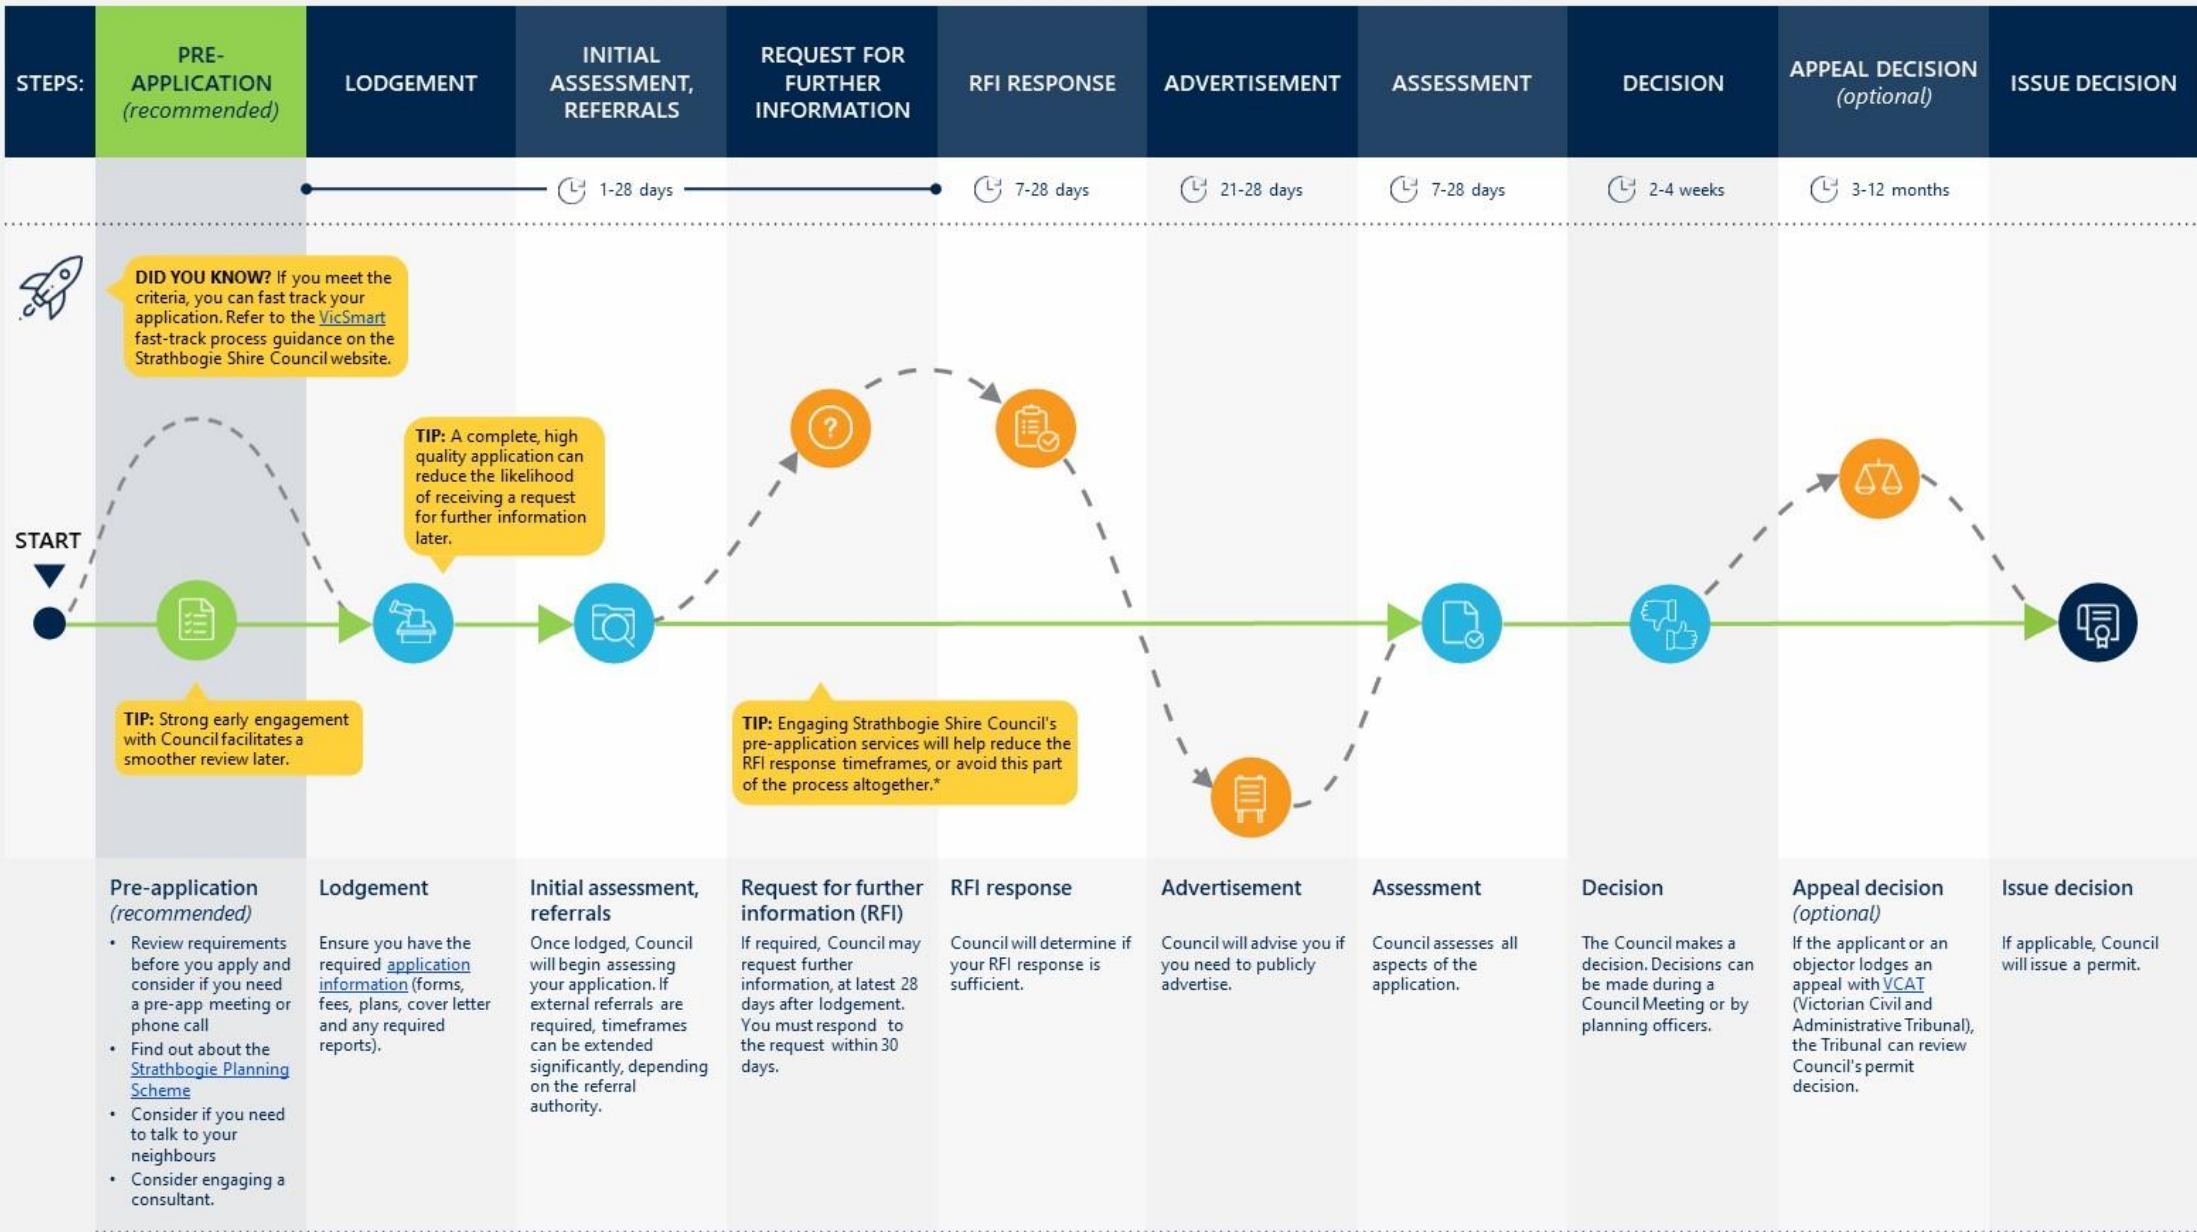 STEPS:
PRE-
APPLICATION
(recommended)
LODGEMENT
INITIAL
ASSESSMENT,
REFERRALS
REQUEST FOR
FURTHER
INFORMATION
RFI RESPONSE
ADVERTISEMENT
ASSESSMENT
DECISION
APPEAL DECISION
(optional)
ISSUE DECISION
1-28 days
7-28 days
21-28 days
7-28 days
2-4 weeks
3-12 months
DID YOU KNOW? If you meet the
criteria, you can fast track your
application. Refer to the VicSmart
fast-track process guidance on the
Strathbogie Shire Council website.
TIP: A complete, high
quality application can
reduce the likelihood
of receiving a request
for further information
later.
?
START
TIP: Strong early engagement
with Council facilitates a
smoother review later.
TIP: Engaging Strathbogie Shire Council's
pre-application services will help reduce the
RFI response timeframes, or avoid this part
of the process altogether.*
Pre-application
(recommended)
• Review requirements
before you apply and
consider if you need
a pre-app meeting or
phone call
• Find out about the
Strathbogie Planning
Scheme
• Consider if you need
to talk to your
neighbours
• Consider engaging a
consultant.
Lodgement
Ensure you have the
required application
information (forms,
fees, plans, cover letter
and any required
reports).
Initial assessment,
referrals
Once lodged, Council
will begin assessing
your application. If
external referrals are
required, timeframes
can be extended
significantly, depending
on the referral
authority.
Request for further
information (RFI)
If required, Council may
request further
information, at latest 28
days after lodgement.
You must respond to
the request within 30
days.
RFI response
Council will determine if
your RFI response is
sufficient.
Advertisement
Council will advise you if
you need to publicly
advertise.
Assessment
Council assesses all
aspects of the
application.
Decision
The Council makes a
decision. Decisions can
be made during a
Council Meeting or by
planning officers.
Appeal decision
(optional)
If the applicant or an
objector lodges an
appeal with VCAT
(Victorian Civil and
Administrative Tribunal),
the Tribunal can review
Council's permit
decision.
Issue decision
If applicable, Council
will issue a permit.